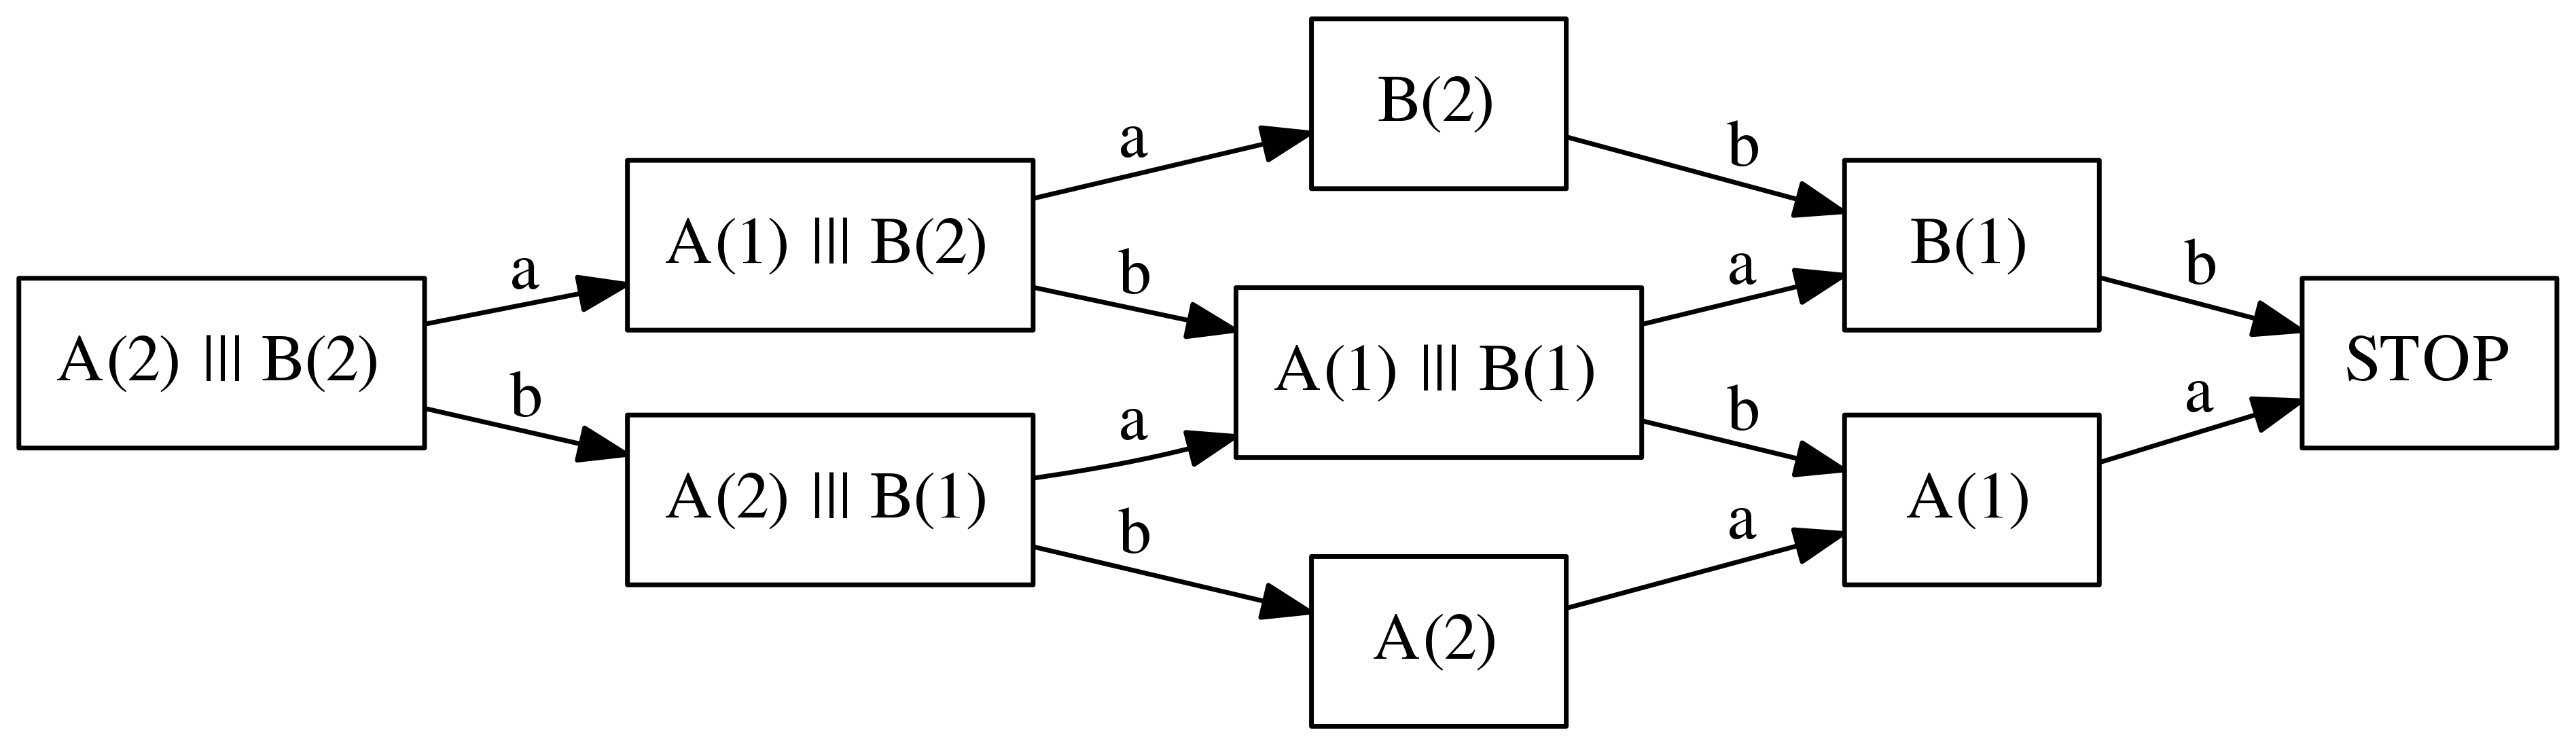 A(2) ||| B(2)
a
b
A(1) ||| B(2)
A(2) ||| B(1)
a
b
a
b
B(2)
A(1) ||| B(1)
A(2)
b
a
b
a
B(1)
A(1)
b
a
STOP